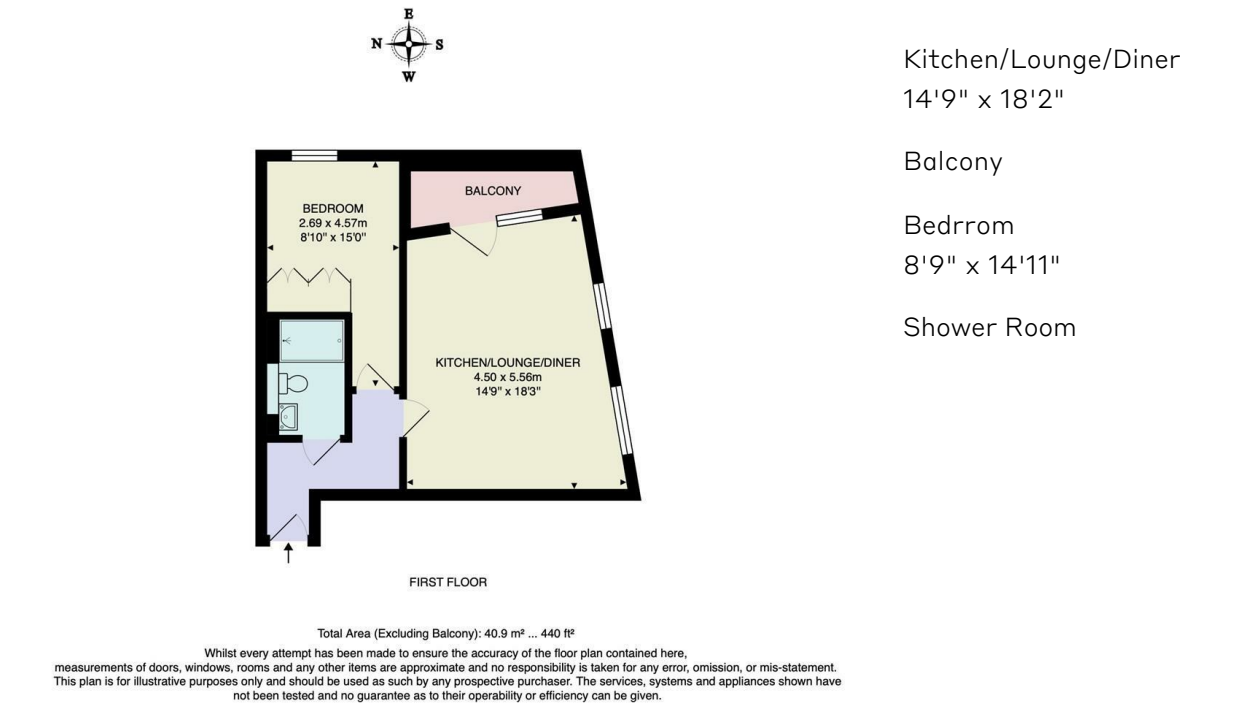 E
N S
W
BALCONY
BEDROOM
2.69 x 4.57m
8'10" x 15'0"
KITCHEN/LOUNGE/DINER
4.50 x 5.56m
14'9" x 18'3"
FIRST FLOOR
Total Area (Excluding Balcony): 40.9 m² ... 440 ft²
Whilst every attempt has been made to ensure the accuracy of the floor plan contained here,
measurements of doors, windows, rooms and any other items are approximate and no responsibility is taken for any error, omission, or mis-statement.
This plan is for illustrative purposes only and should be used as such by any prospective purchaser. The services, systems and appliances shown have
not been tested and no guarantee as to their operability or efficiency can be given.
Kitchen/Lounge/Diner
14'9" x 18'2"
Balcony
Bedrrom
8'9" x 14'11"
Shower Room